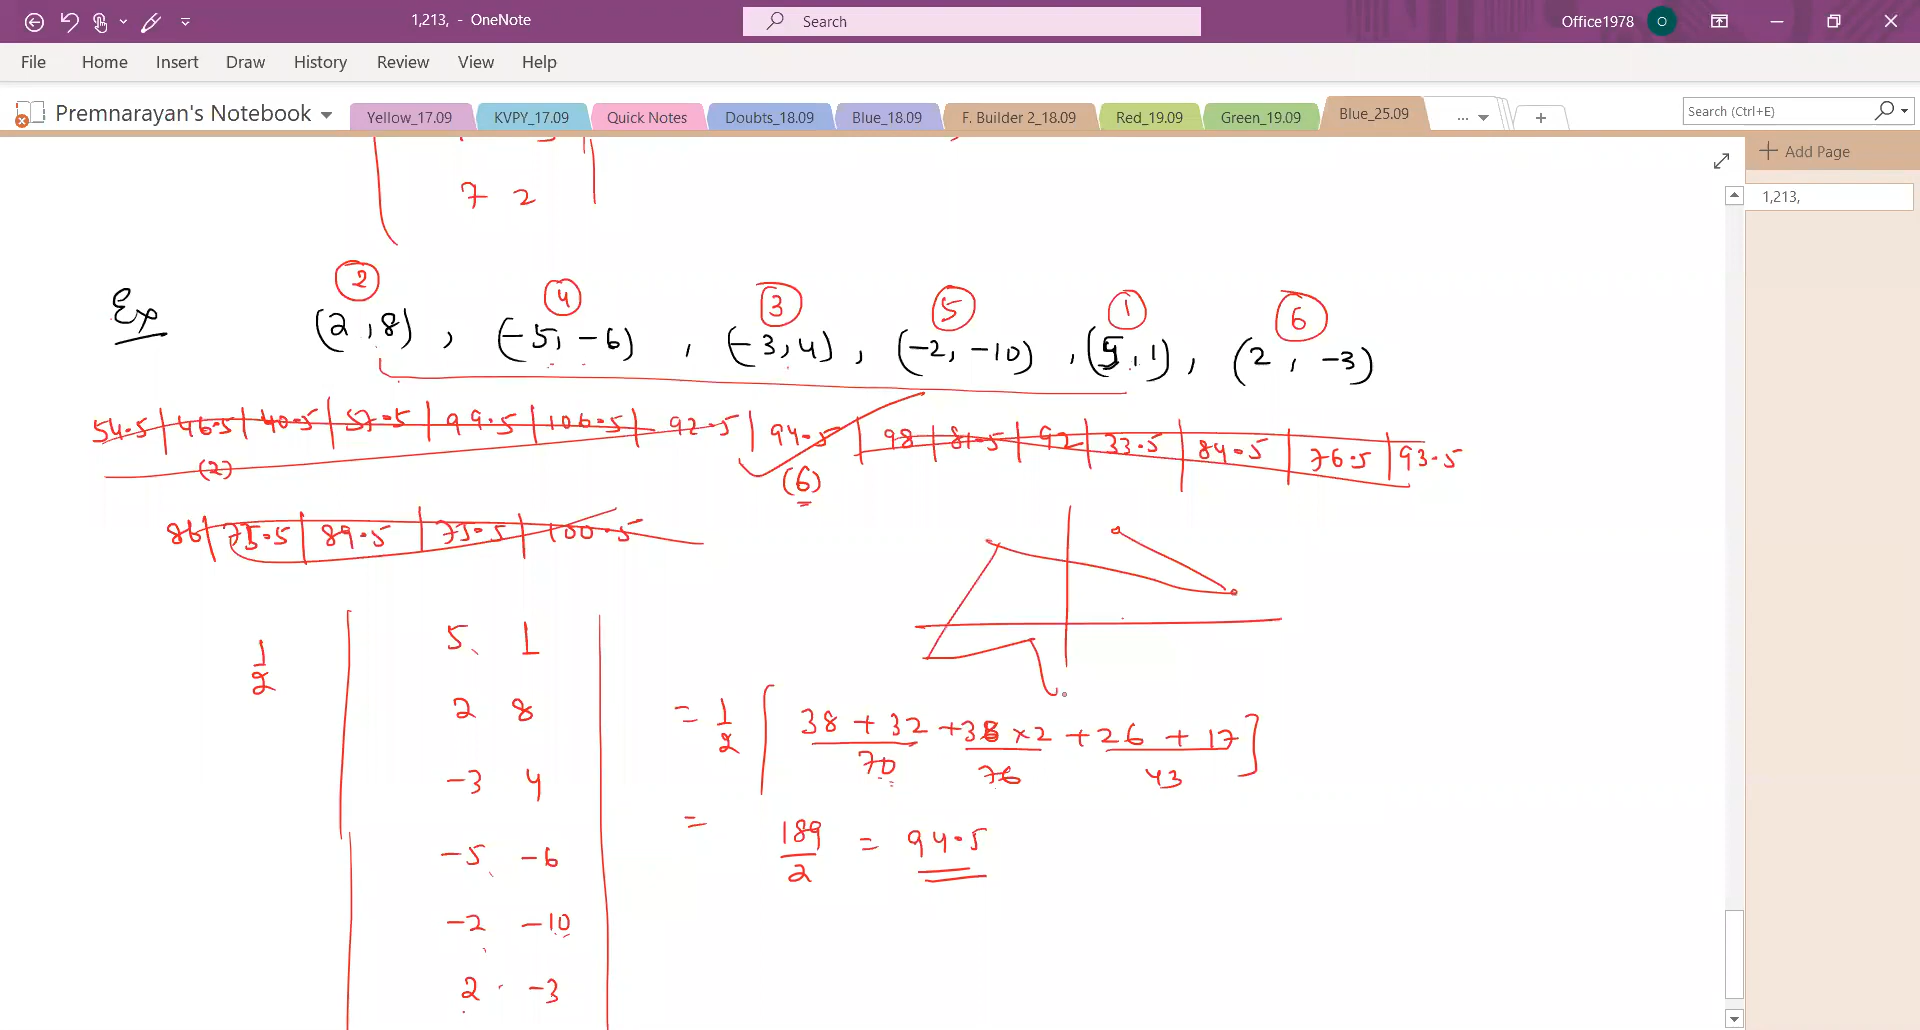 1,213, - OneNote
Search
Office1978
O
File Home Insert Draw History Review View Help
Premnarayan's Notebook
Yellow_17.09 KVPY_17.09 Quick Notes Doubts_18.09 Blue_18.09 F. Builder 2_18.09 Red_19.09 Green_19.09 Blue_25.09 ...
Search (Ctrl+E)
Add Page
1,213,
7 2
2 4 3 5 1 6
Exp (2, 8), (-5, -6), (-3, 4), (-2, -10), (5, 1), (2, -3)
54.5 | 46.5 | 40.5 | 57.5 | 99.5 | 106.5 | 92.5 | 94.5 | 98 | 81.5 | 92 | 33.5 | 84.5 | 76.5 | 93.5
(2) (6)
86 | 75.5 | 89.5 | 73.5 | 100.5
1/2 | 5 1
2 8
-3 4
-5 -6
-2 -10
2 -3 |
= 1/2 [38 + 32 + 38 × 2 + 26 + 17]
70 76 43
= 189/2 = 94.5